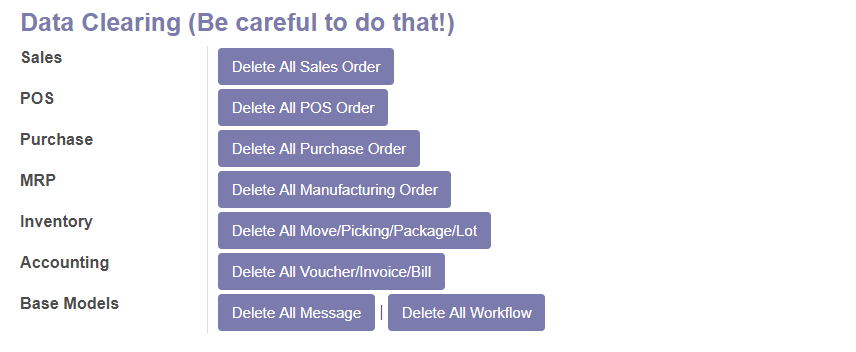 Data Clearing (Be careful to do that!)
Sales Delete All Sales Order
POS Delete All POS Order
Purchase Delete All Purchase Order
MRP Delete All Manufacturing Order
Inventory Delete All Move/Picking/Package/Lot
Accounting Delete All Voucher/Invoice/Bill
Base Models Delete All Message | Delete All Workflow